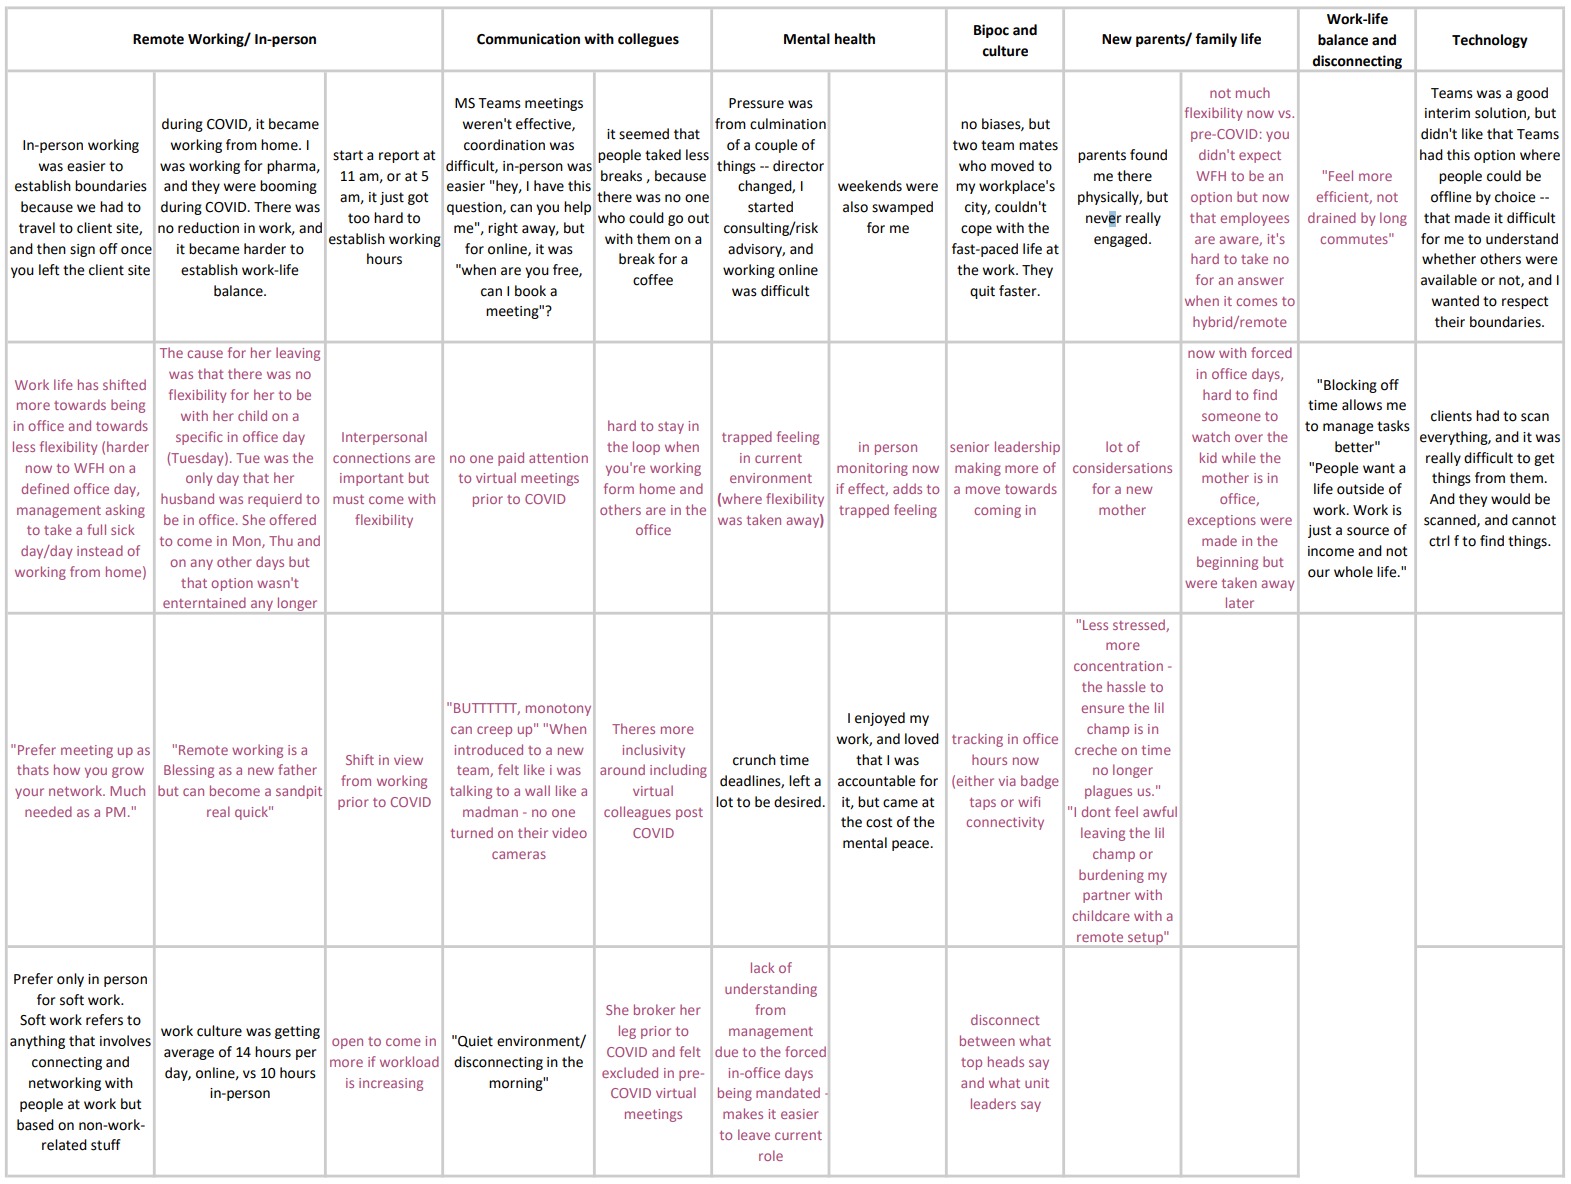 Remote Working/ In-person
Communication with collegues
Mental health
Bipoc and
culture
New parents/ family life
Work-life
balance and
disconnecting
Technology
In-person working
was easier to
establish boundaries
because we had to
travel to client site,
and then sign off once
you left the client site
during COVID, it became
working from home. I
was working for pharma,
and they were booming
during COVID. There was
no reduction in work, and
it became harder to
establish work-life
balance.
start a report at
11 am, or at 5
am, it just got
too hard to
establish working
hours
MS Teams meetings
weren't effective,
coordination was
difficult, in-person was
easier "hey, I have this
question, can you help
me", right away, but
for online, it was
"when are you free,
can I book a
meeting"?
it seemed that
people taked less
breaks , because
there was no one
who could go out
with them on a
break for a
coffee
Pressure was
from culmination
of a couple of
things -- director
changed, I
started
consulting/risk
advisory, and
working online
was difficult
weekends were
also swamped
for me
no biases, but
two team mates
who moved to
my workplace's
city, couldn't
cope with the
fast-paced life at
the work. They
quit faster.
parents found
me there
physically, but
never really
engaged.
not much
flexibility now vs.
pre-COVID: you
didn't expect
WFH to be an
option but now
that employees
are aware, it's
hard to take no
for an answer
when it comes to
hybrid/remote
"Feel more
efficient, not
drained by long
commutes"
Teams was a good
interim solution, but
didn't like that Teams
had this option where
people could be
offline by choice --
that made it difficult
for me to understand
whether others were
available or not, and I
wanted to respect
their boundaries.
Work life has shifted
more towards being
in office and towards
less flexibility (harder
now to WFH on a
defined office day,
management asking
to take a full sick
day/day instead of
working from home)
The cause for her leaving
was that there was no
flexibility for her to be
with her child on a
specific in office day
(Tuesday). Tue was the
only day that her
husband was requierd to
be in office. She offered
to come in Mon, Thu and
on any other days but
that option wasn't
enterntained any longer
Interpersonal
connections are
important but
must come with
flexibility
no one paid attention
to virtual meetings
prior to COVID
hard to stay in
the loop when
you're working
form home and
others are in the
office
trapped feeling
in current
environment
(where flexibility
was taken away)
in person
monitoring now
if effect, adds to
trapped feeling
senior leadership
making more of
a move towards
coming in
lot of
considersations
for a new
mother
now with forced
in office days,
hard to find
someone to
watch over the
kid while the
mother is in
office,
exceptions were
made in the
beginning but
were taken away
later
"Blocking off
time allows me
to manage tasks
better"
"People want a
life outside of
work. Work is
just a source of
income and not
our whole life."
clients had to scan
everything, and it was
really difficult to get
things from them.
And they would be
scanned, and cannot
ctrl f to find things.
"Prefer meeting up as
thats how you grow
your network. Much
needed as a PM."
"Remote working is a
Blessing as a new father
but can become a sandpit
real quick"
Shift in view
from working
prior to COVID
"BUTTTTTT, monotony
can creep up" "When
introduced to a new
team, felt like i was
talking to a wall like a
madman - no one
turned on their video
cameras
Theres more
inclusivity
around including
virtual
colleagues post
COVID
crunch time
deadlines, left a
lot to be desired.
I enjoyed my
work, and loved
that I was
accountable for
it, but came at
the cost of the
mental peace.
tracking in office
hours now
(either via badge
taps or wifi
connectivity
"Less stressed,
more
concentration -
the hassle to
ensure the lil
champ is in
creche on time
no longer
plagues us."
"I dont feel awful
leaving the lil
champ or
burdening my
partner with
childcare with a
remote setup"
Prefer only in person
for soft work.
Soft work refers to
anything that involves
connecting and
networking with
people at work but
based on non-work-
related stuff
work culture was getting
average of 14 hours per
day, online, vs 10 hours
in-person
open to come in
more if workload
is increasing
"Quiet environment/
disconnecting in the
morning"
She broker her
leg prior to
COVID and felt
excluded in pre-
COVID virtual
meetings
lack of
understanding
from
management
due to the forced
in-office days
being mandated -
makes it easier
to leave current
role
disconnect
between what
top heads say
and what unit
leaders say